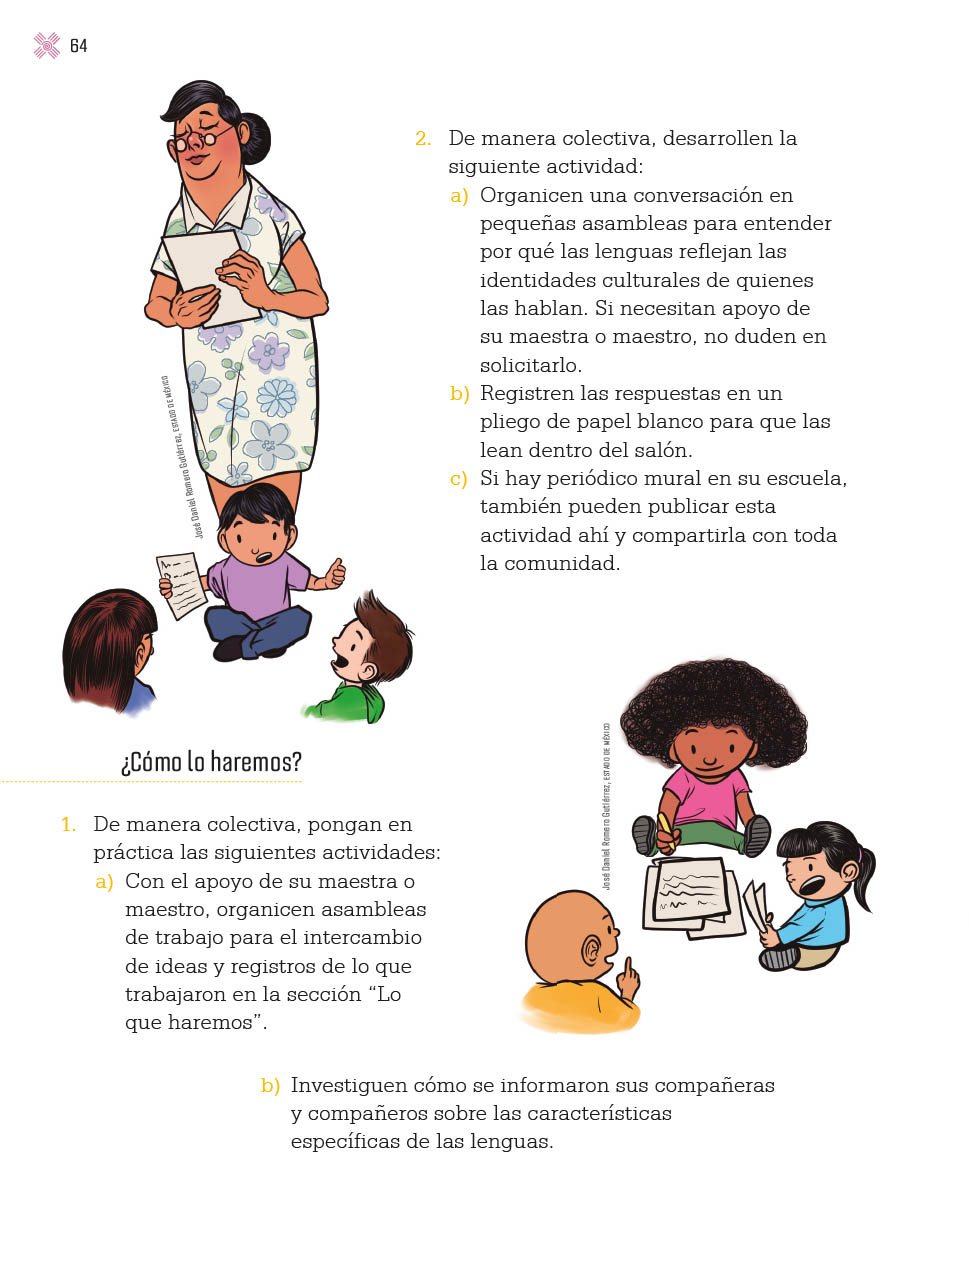 64
2. De manera colectiva, desarrollen la
siguiente actividad:
a) Organicen una conversación en
pequeñas asambleas para entender
por qué las lenguas reflejan las
identidades culturales de quienes
las hablan. Si necesitan apoyo de
su maestra o maestro, no duden en
solicitarlo.
b) Registren las respuestas en un
pliego de papel blanco para que las
lean dentro del salón.
c) Si hay periódico mural en su escuela,
también pueden publicar esta
actividad ahí y compartirla con toda
la comunidad.
José Daniel Romero Gutiérrez, ESTADO DE MÉXICO
¿Cómo lo haremos?
1. De manera colectiva, pongan en
práctica las siguientes actividades:
a) Con el apoyo de su maestra o
maestro, organicen asambleas
de trabajo para el intercambio
de ideas y registros de lo que
trabajaron en la sección “Lo
que haremos”.
José Daniel Romero Gutiérrez, ESTADO DE MÉXICO
b) Investiguen cómo se informaron sus compañeras
y compañeros sobre las características
específicas de las lenguas.